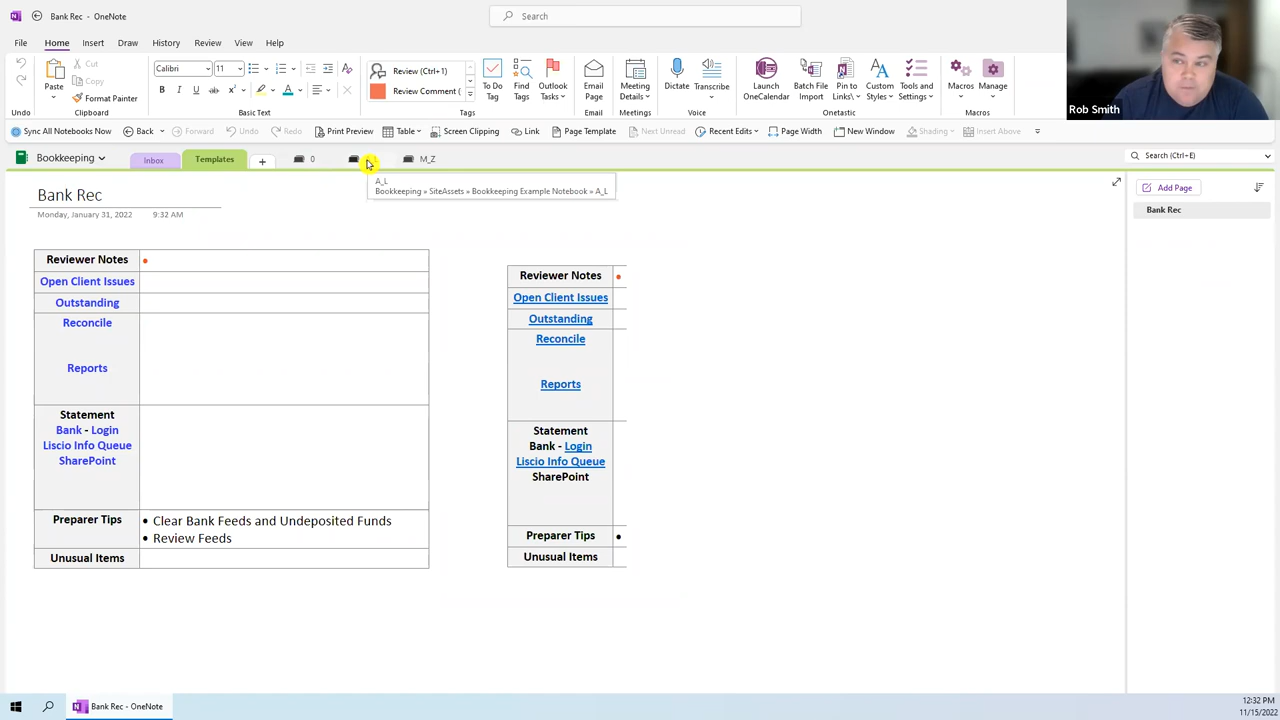 Bank Rec - OneNote
Search
Rob Smith
File Home Insert Draw History Review View Help
Paste
Cut
Copy
Format Painter
Undo
Calibri 11
B I U ab x A
Basic Text
Review (Ctrl+1)
Review Comment (
Tags
To Do Tag
Find Tags
Outlook Tasks
Email Page
Email
Meeting Details
Meetings
Dictate
Transcribe
Voice
Launch OneCalendar
Batch File Import
Pin to Links\
Custom Styles
Tools and Settings
Custom
Macros
Manage
Macros
Sync All Notebooks Now Back Forward Undo Redo Print Preview Table Screen Clipping Link Page Template Next Unread Recent Edits Windows Arrange Shading Insert Above
Bookkeeping Inbox Templates + 0 M_Z
Search (Ctrl+E)
A_L
Bookkeeping » SiteAssets » Bookkeeping Example Notebook » A_L
Add Page
Bank Rec
Bank Rec
Monday, January 31, 2022 9:32 AM
Reviewer Notes
Open Client Issues
Outstanding
Reconcile
Reports
Statement
Bank - Login
Liscio Info Queue
SharePoint
Preparer Tips
• Clear Bank Feeds and Undeposited Funds
• Review Feeds
Unusual Items
Reviewer Notes
Open Client Issues
Outstanding
Reconcile
Reports
Statement
Bank - Login
Liscio Info Queue
SharePoint
Preparer Tips
Unusual Items
Bank Rec - OneNote
12:32 PM
11/15/2022